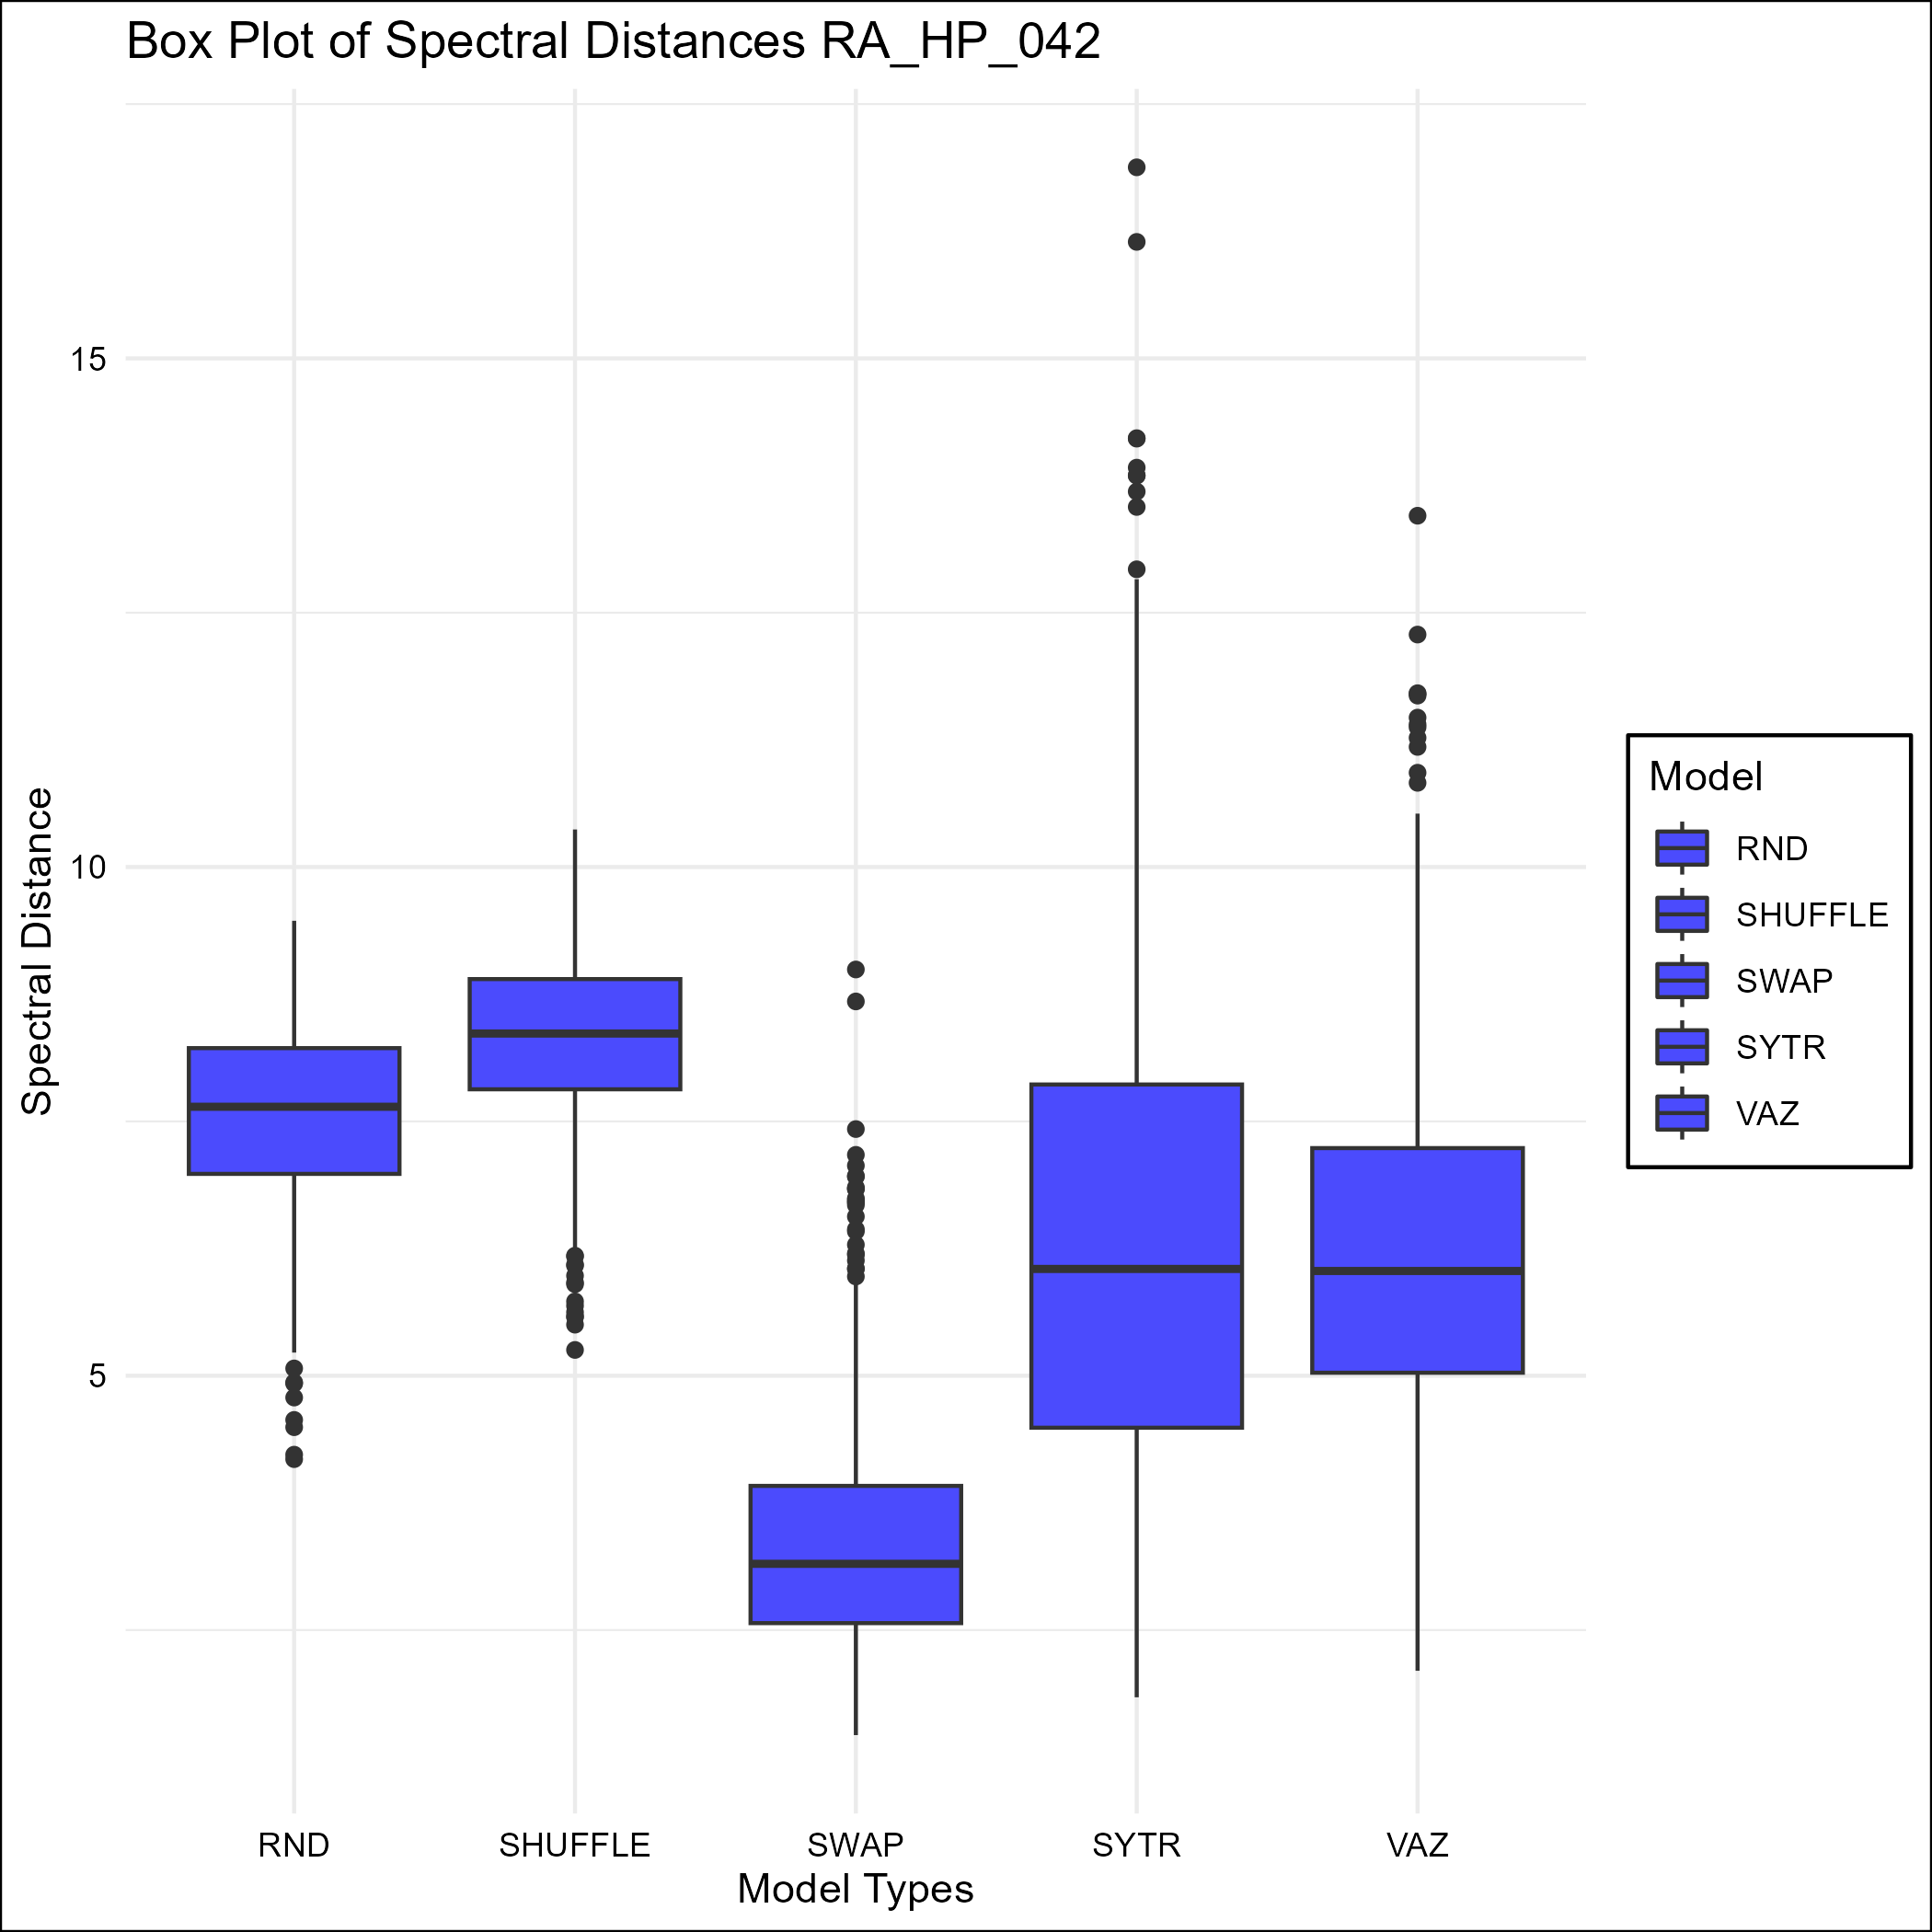 Box Plot of Spectral Distances RA_HP_042
Spectral Distance
15
10
5
RND
SHUFFLE
SWAP
SYTR
VAZ
Model Types
Model
RND
SHUFFLE
SWAP
SYTR
VAZ